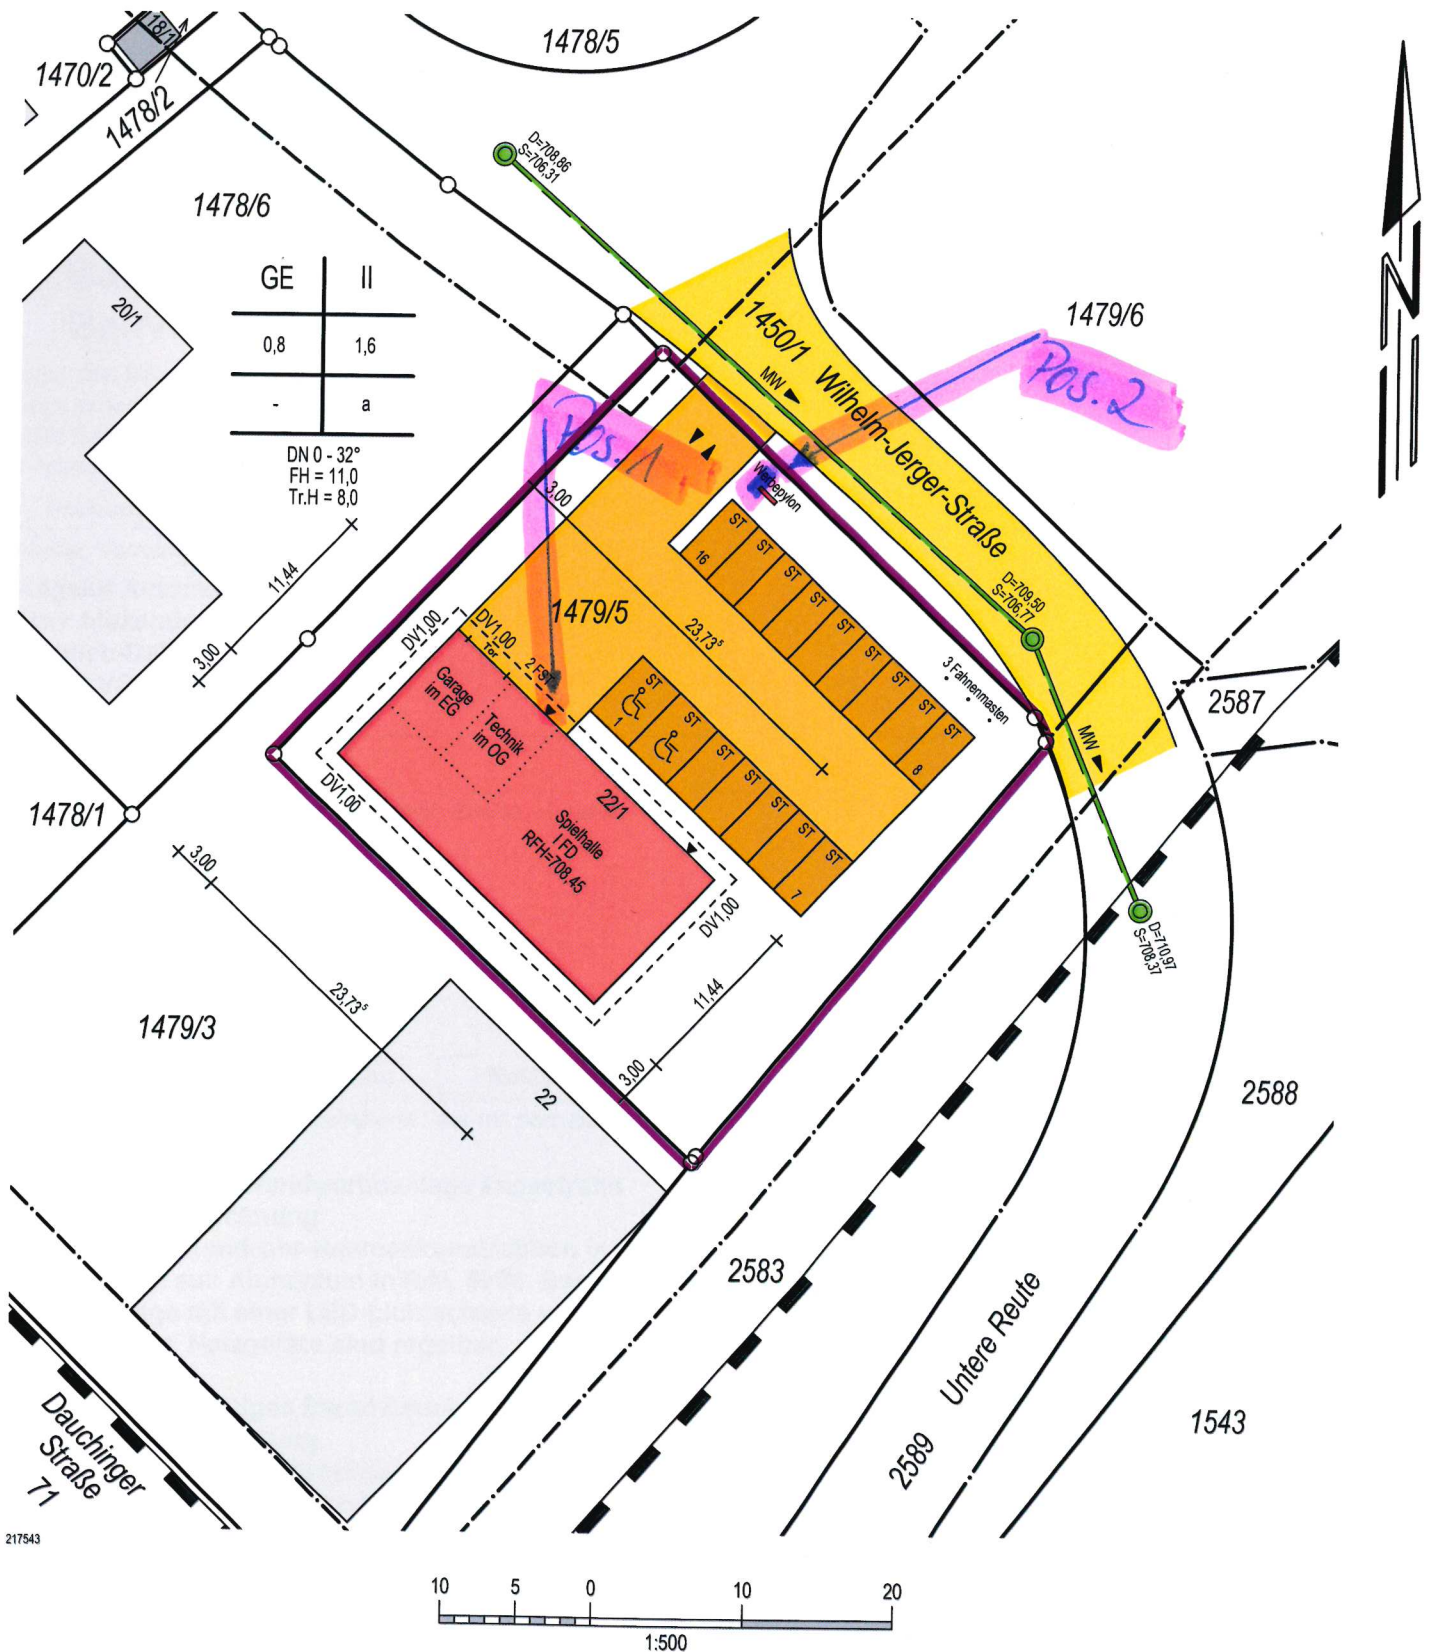 18/1
1478/5
1470/2
1478/2
D=708,86
S=706,31
1478/6
GE
II
0,8
1,6
-
a
DN 0 - 32°
FH = 11,0
Tr.H = 8,0
20/1
1450/1
Wilhelm-Jerger-Straße
MW
1479/6
Pos. 2
Pos. 1
Werbepylon
3,00
11,44
3,00
1479/5
23,73⁵
ST
ST
ST
ST
ST
ST
ST
ST
ST
16
8
D=709,50
S=706,77
3 Fahnenmasten
DV1,00
DV1,00
Tor
Garage
im EG
Technik
im OG
ST
ST
ST
ST
ST
ST
ST
1
7
2587
MW
22/1
Spielhalle
I FD
RFH=708,45
DV1,00
DV1,00
1478/1
3,00
23,73⁵
11,44
3,00
D=710,97
S=708,37
1479/3
22
2588
2583
Untere Reute
2589
1543
Dauchinger
Straße
71
217543
10
5
0
10
20
1:500